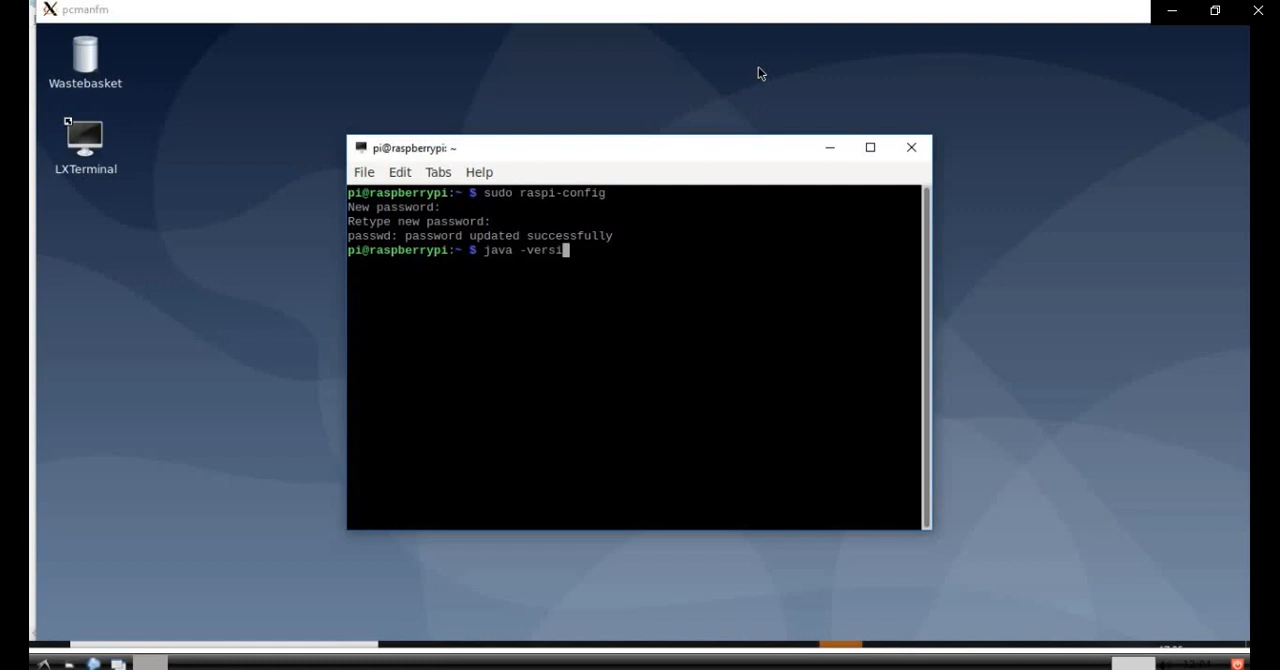 pcmanfm
Wastebasket
LXTerminal
pi@raspberrypi: ~
File Edit Tabs Help
pi@raspberrypi:~ $ sudo raspi-config
New password:
Retype new password:
passwd: password updated successfully
pi@raspberrypi:~ $ java -versi